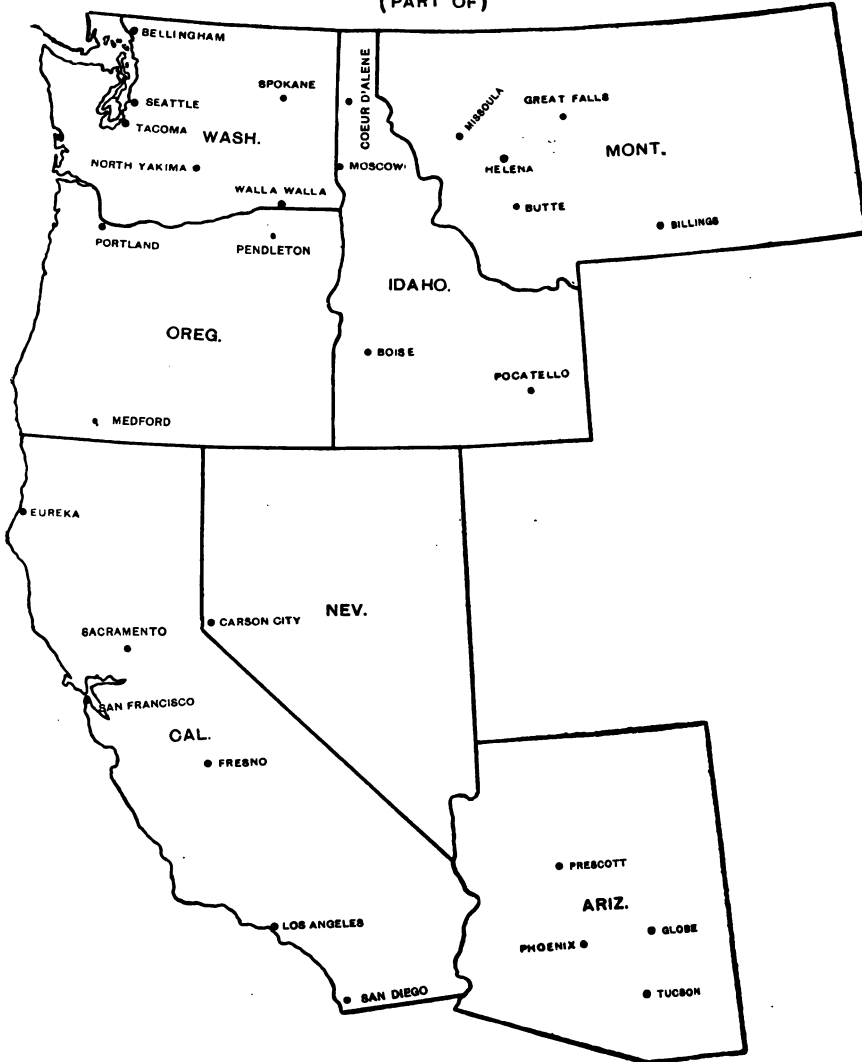 (PART OF)
BELLINGHAM
SPOKANE
COEUR D'ALENE
MISSOULA
GREAT FALLS
SEATTLE
TACOMA
WASH.
MONT.
NORTH YAKIMA
MOSCOW
HELENA
WALLA WALLA
BUTTE
BILLINGS
PORTLAND
PENDLETON
IDAHO.
OREG.
BOISE
POCATELLO
MEDFORD
EUREKA
NEV.
CARSON CITY
SACRAMENTO
SAN FRANCISCO
CAL.
FRESNO
PRESCOTT
ARIZ.
LOS ANGELES
GLOBE
PHOENIX
SAN DIEGO
TUCSON